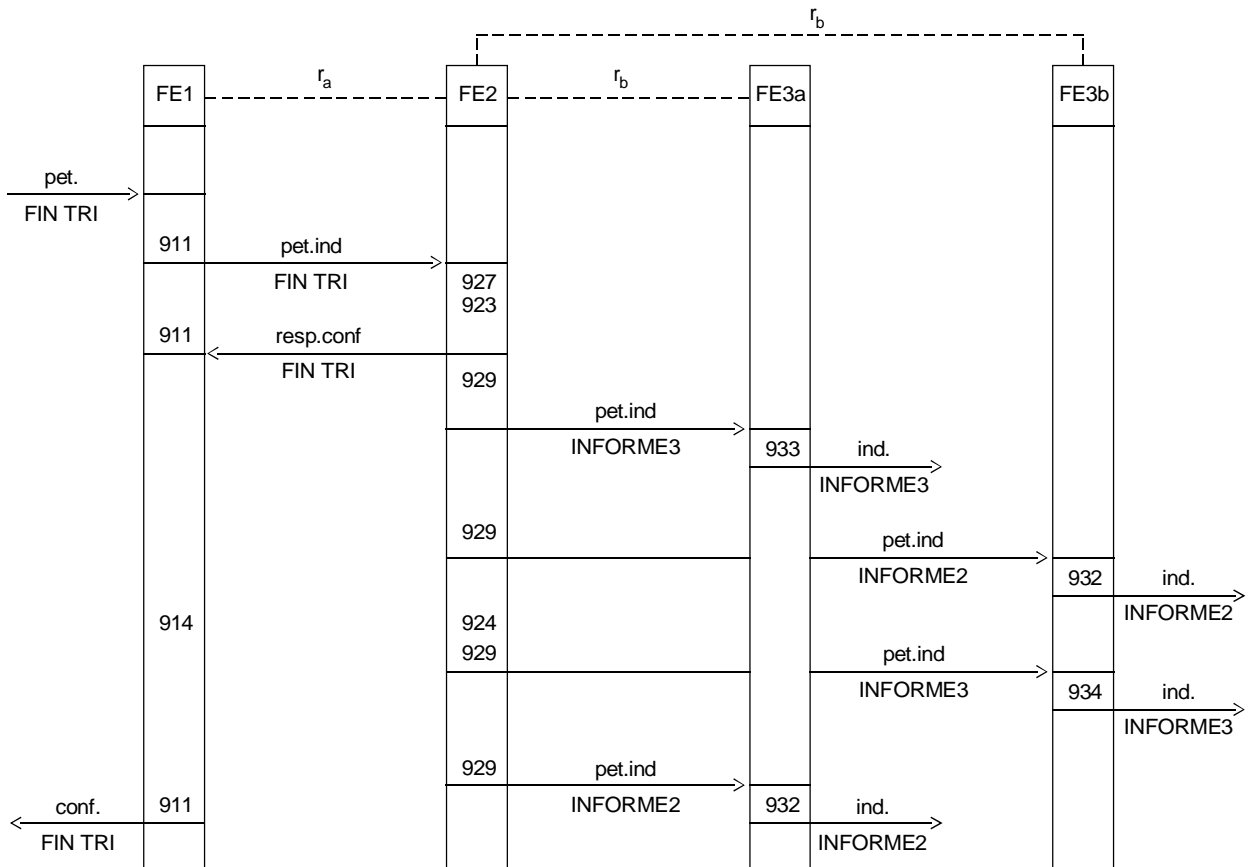 r_b
r_a
r_b
FE1
FE2
FE3a
FE3b
pet.
FIN TRI
911
pet.ind
FIN TRI
927
923
911
resp.conf
FIN TRI
929
pet.ind
INFORME3
933
ind.
INFORME3
929
pet.ind
INFORME2
932
ind.
INFORME2
914
924
929
pet.ind
INFORME3
934
ind.
INFORME3
929
pet.ind
INFORME2
conf.
FIN TRI
911
932
ind.
INFORME2